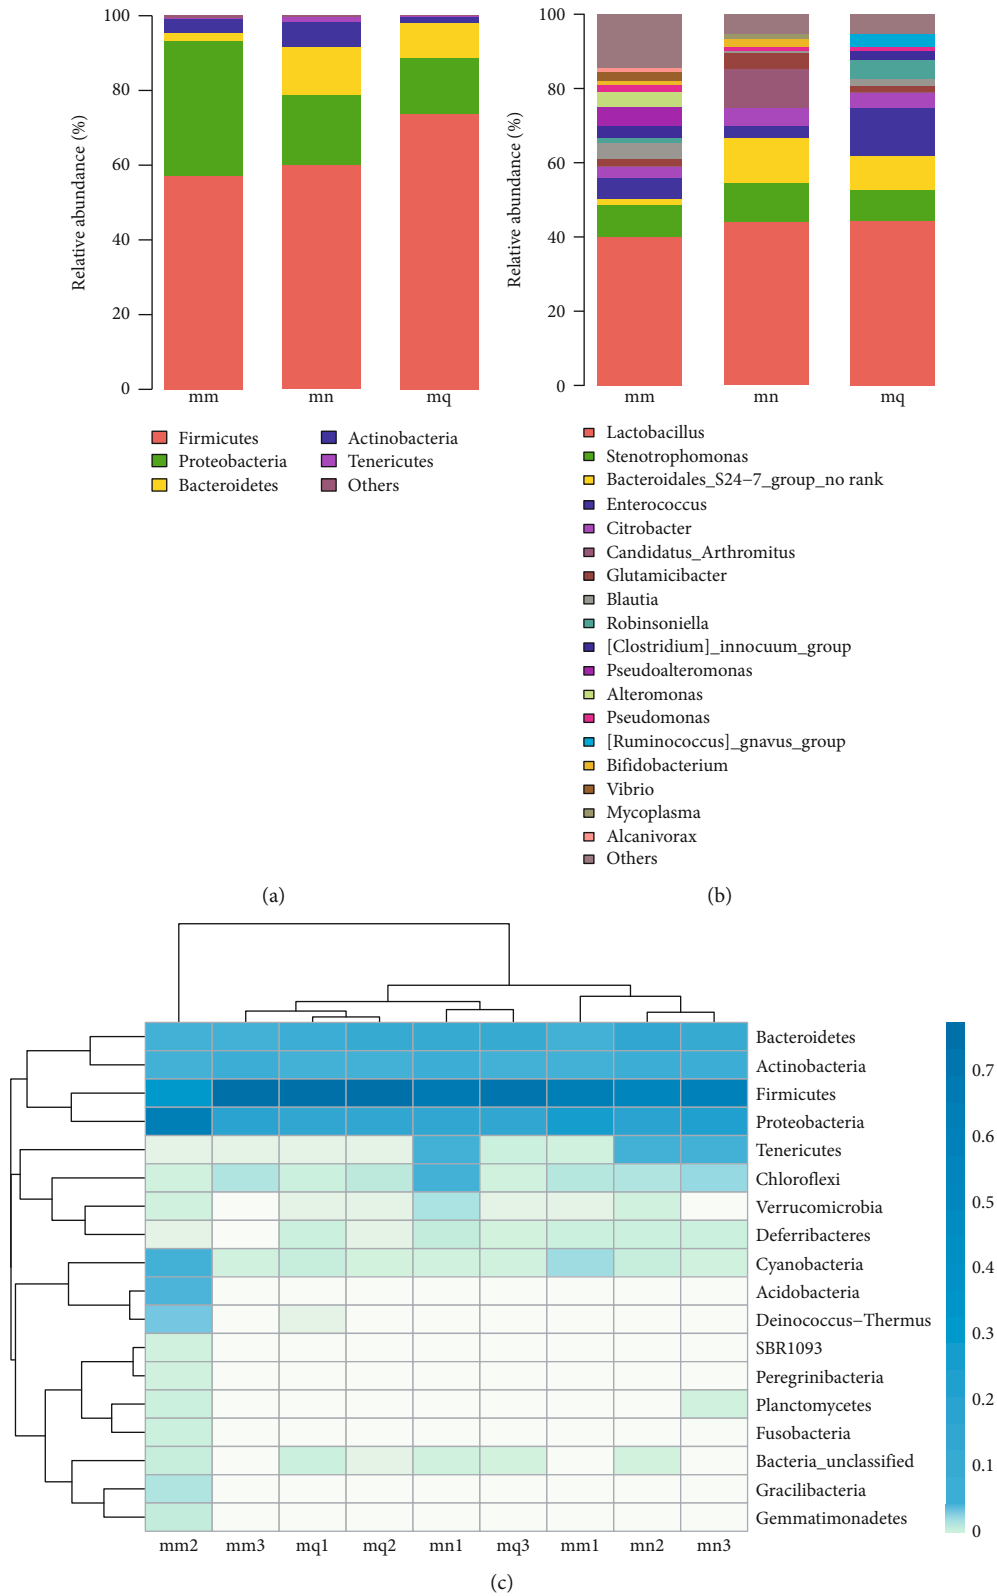 100
80
60
40
20
0
Relative abundance (%)
mm
mn
mq
Firmicutes
Proteobacteria
Bacteroidetes
Actinobacteria
Tenericutes
Others
(a)
100
80
60
40
20
0
Relative abundance (%)
mm
mn
mq
Lactobacillus
Stenotrophomonas
Bacteroidales_S24−7_group_no rank
Enterococcus
Citrobacter
Candidatus_Arthromitus
Glutamicibacter
Blautia
Robinsoniella
[Clostridium]_innocuum_group
Pseudoalteromonas
Alteromonas
Pseudomonas
[Ruminococcus]_gnavus_group
Bifidobacterium
Vibrio
Mycoplasma
Alcanivorax
Others
(b)
Bacteroidetes
Actinobacteria
Firmicutes
Proteobacteria
Tenericutes
Chloroflexi
Verrucomicrobia
Deferribacteres
Cyanobacteria
Acidobacteria
Deinococcus−Thermus
SBR1093
Peregrinibacteria
Planctomycetes
Fusobacteria
Bacteria_unclassified
Gracilibacteria
Gemmatimonadetes
0.7
0.6
0.5
0.4
0.3
0.2
0.1
0
mm2 mm3 mq1 mq2 mn1 mq3 mm1 mn2 mn3
(c)